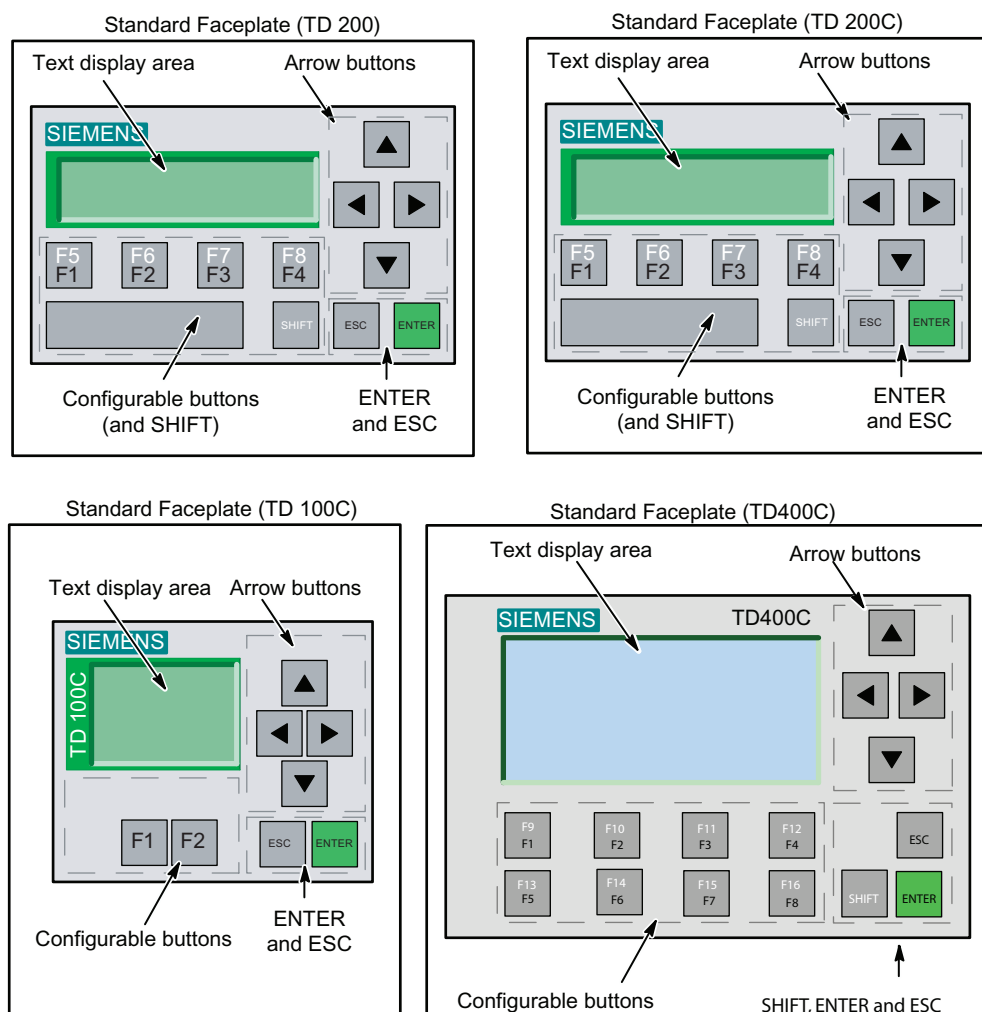 Standard Faceplate (TD 200)
Text display area
Arrow buttons
SIEMENS
F5 F6 F7 F8
F1 F2 F3 F4
SHIFT ESC ENTER
Configurable buttons
(and SHIFT)
ENTER
and ESC
Standard Faceplate (TD 200C)
Text display area
Arrow buttons
SIEMENS
F5 F6 F7 F8
F1 F2 F3 F4
SHIFT ESC ENTER
Configurable buttons
(and SHIFT)
ENTER
and ESC
Standard Faceplate (TD 100C)
Text display area
Arrow buttons
SIEMENS
TD 100C
F1 F2
ESC ENTER
Configurable buttons
ENTER
and ESC
Standard Faceplate (TD400C)
Text display area
Arrow buttons
SIEMENS
TD400C
F9 F10 F11 F12
F1 F2 F3 F4
ESC
F13 F14 F15 F16
F5 F6 F7 F8
SHIFT ENTER
Configurable buttons
SHIFT, ENTER and ESC